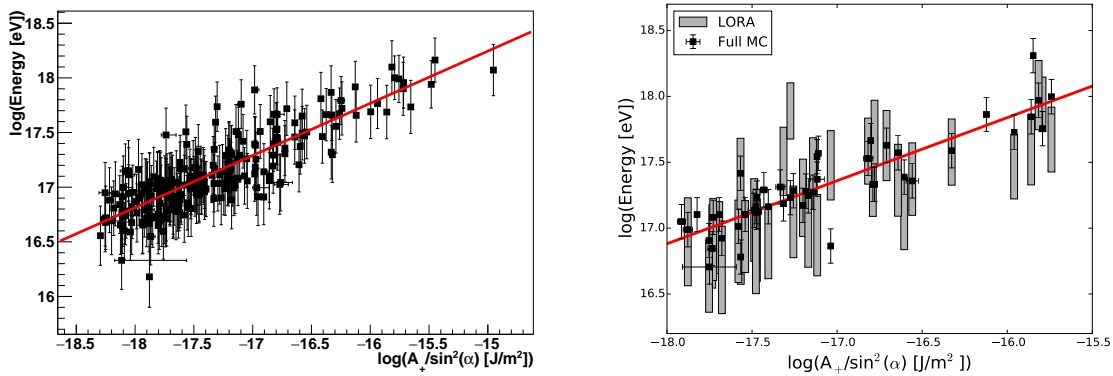 log(Energy [eV])
18.5
18
17.5
17
16.5
16
−18.5 −18 −17.5 −17 −16.5 −16 −15.5 −15
log(A₊/sin²(α) [J/m²])
log(Energy [eV])
LORA
Full MC
18.5
18.0
17.5
17.0
16.5
−18.0 −17.5 −17.0 −16.5 −16.0 −15.5
log(A₊/sin²(α) [J/m²])